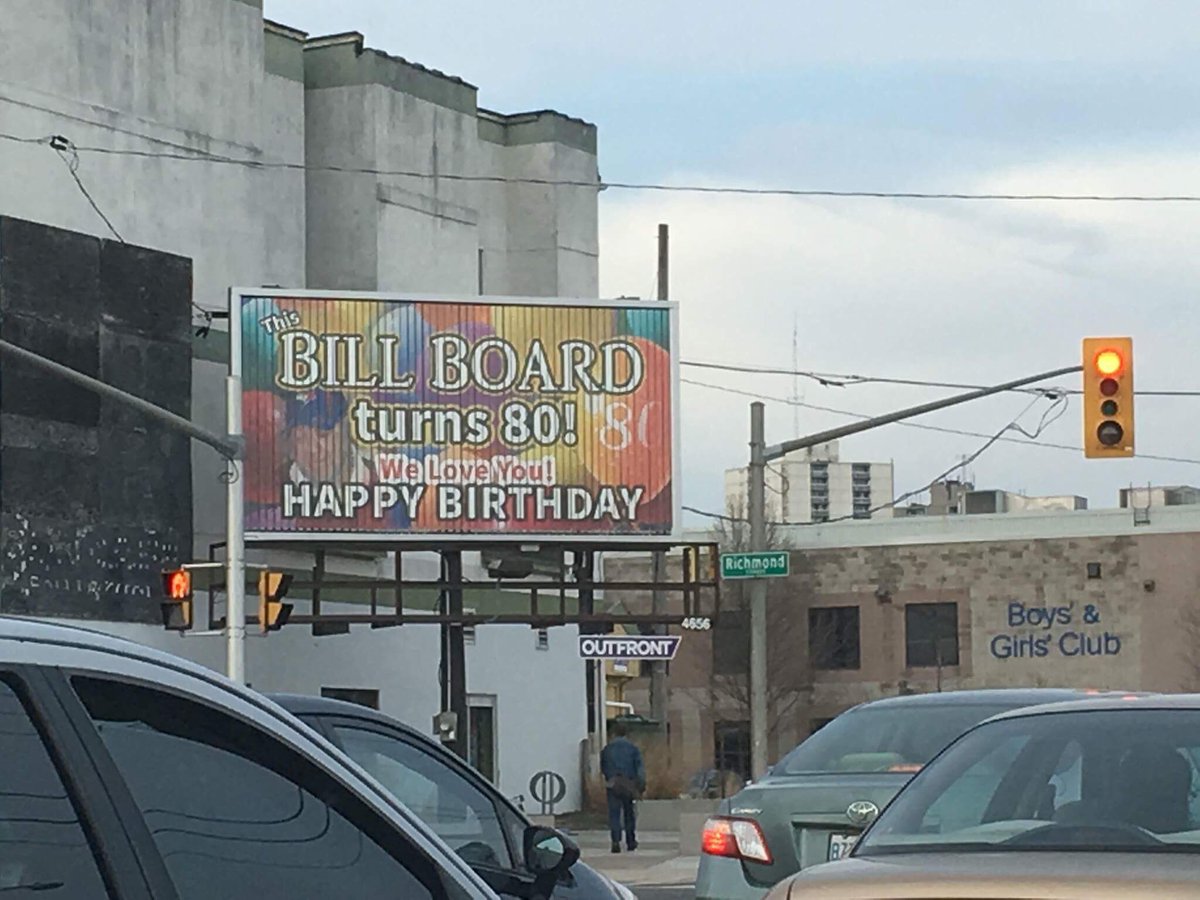 This
BILL BOARD
turns 80!
80
We Love You!
HAPPY BIRTHDAY
Richmond
4656
OUTFRONT
Boys' &
Girls' Club